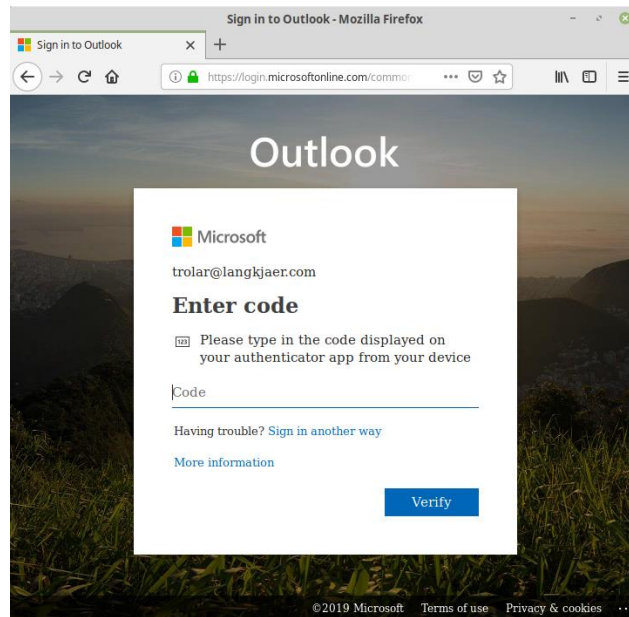 Sign in to Outlook - Mozilla Firefox
Sign in to Outlook
https://login.microsoftonline.com/commo
Outlook
Microsoft
trolar@langkjaer.com
Enter code
123 Please type in the code displayed on
your authenticator app from your device
Code
Having trouble? Sign in another way
More information
Verify
©2019 Microsoft Terms of use Privacy & cookies ...